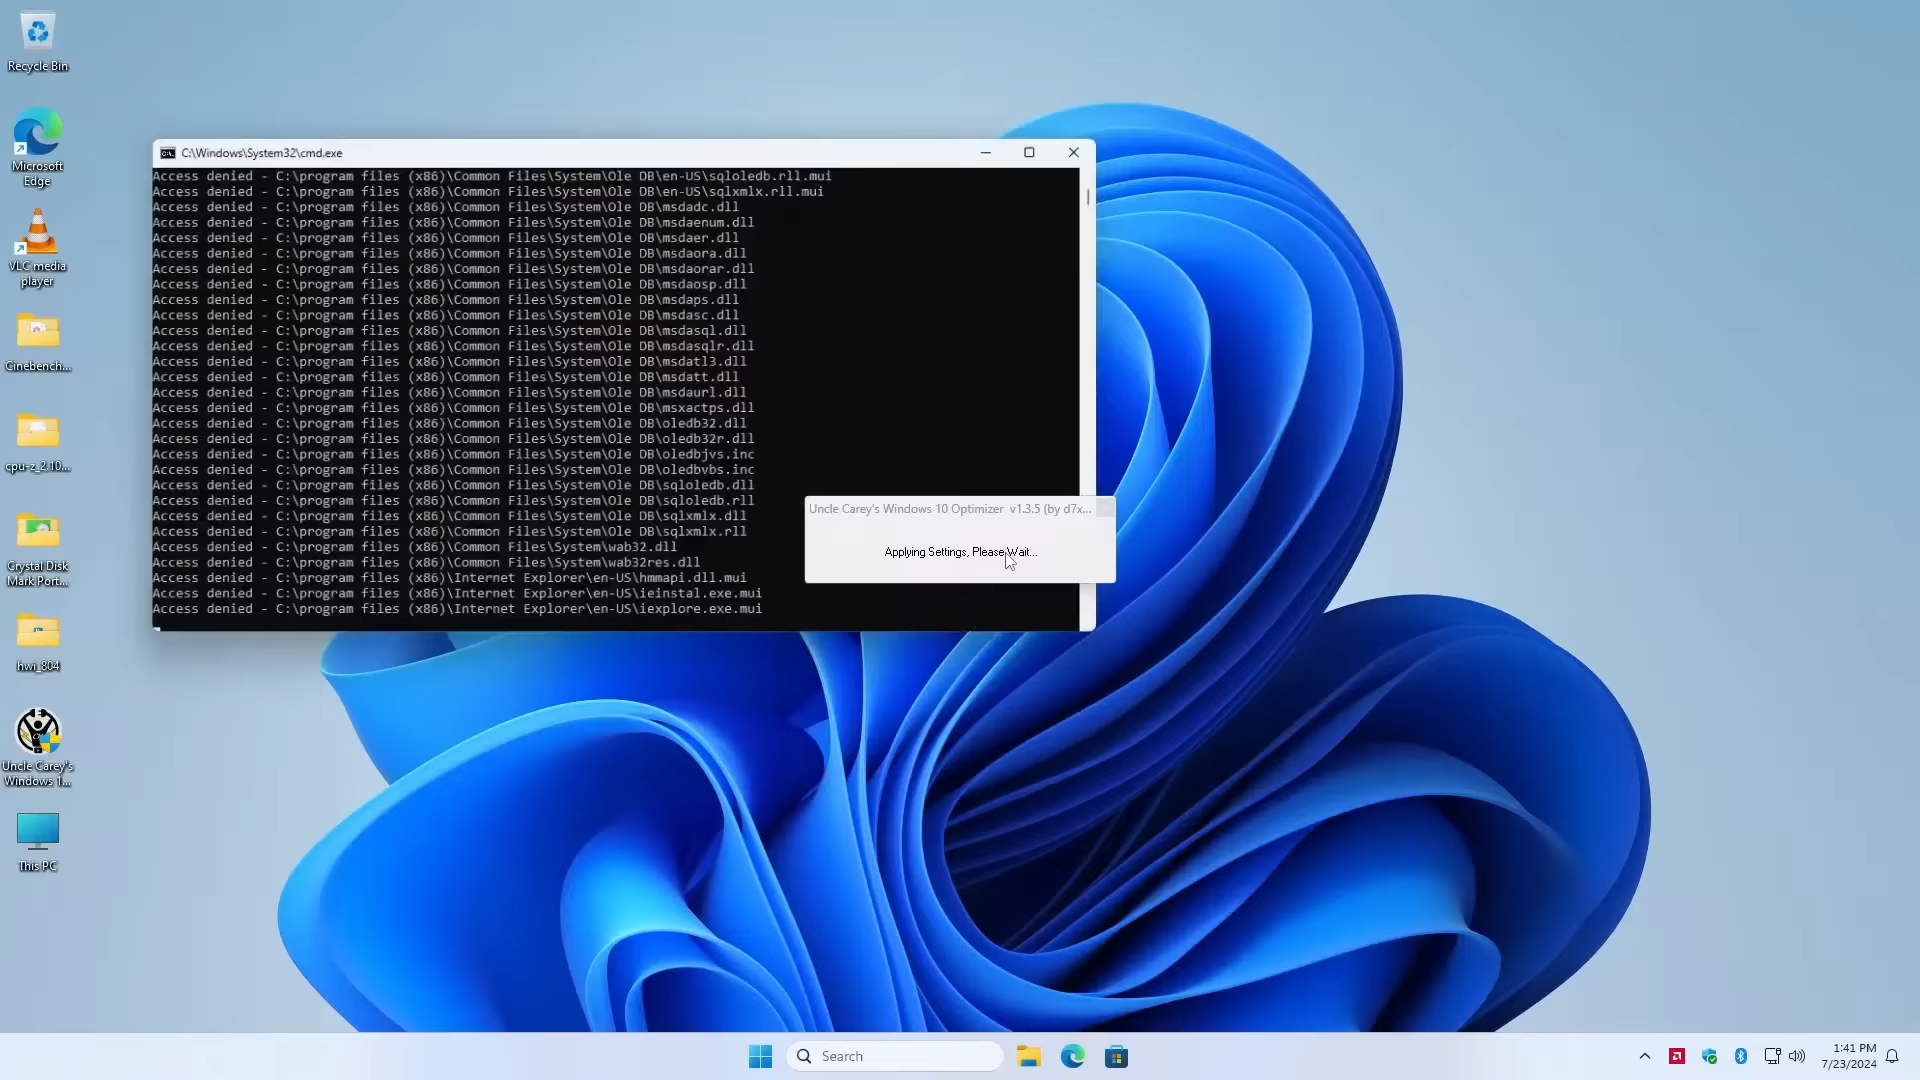 Recycle Bin
Microsoft
Edge
VLC media
player
Cinebench...
cpu-z_2.10...
Crystal Disk
Mark Port...
hwi_804
Uncle Carey's
Windows 1...
This PC
C:\Windows\System32\cmd.exe
Access denied - C:\program files (x86)\Common Files\System\Ole DB\en-US\sqloledb.rll.mui
Access denied - C:\program files (x86)\Common Files\System\Ole DB\en-US\sqlxmlx.rll.mui
Access denied - C:\program files (x86)\Common Files\System\Ole DB\msdadc.dll
Access denied - C:\program files (x86)\Common Files\System\Ole DB\msdaenum.dll
Access denied - C:\program files (x86)\Common Files\System\Ole DB\msdaer.dll
Access denied - C:\program files (x86)\Common Files\System\Ole DB\msdaora.dll
Access denied - C:\program files (x86)\Common Files\System\Ole DB\msdaorar.dll
Access denied - C:\program files (x86)\Common Files\System\Ole DB\msdaosp.dll
Access denied - C:\program files (x86)\Common Files\System\Ole DB\msdaps.dll
Access denied - C:\program files (x86)\Common Files\System\Ole DB\msdasc.dll
Access denied - C:\program files (x86)\Common Files\System\Ole DB\msdasql.dll
Access denied - C:\program files (x86)\Common Files\System\Ole DB\msdasqlr.dll
Access denied - C:\program files (x86)\Common Files\System\Ole DB\msdatl3.dll
Access denied - C:\program files (x86)\Common Files\System\Ole DB\msdatt.dll
Access denied - C:\program files (x86)\Common Files\System\Ole DB\msdaurl.dll
Access denied - C:\program files (x86)\Common Files\System\Ole DB\msxactps.dll
Access denied - C:\program files (x86)\Common Files\System\Ole DB\oledb32.dll
Access denied - C:\program files (x86)\Common Files\System\Ole DB\oledb32r.dll
Access denied - C:\program files (x86)\Common Files\System\Ole DB\oledbjvs.inc
Access denied - C:\program files (x86)\Common Files\System\Ole DB\oledbvbs.inc
Access denied - C:\program files (x86)\Common Files\System\Ole DB\sqloledb.dll
Access denied - C:\program files (x86)\Common Files\System\Ole DB\sqloledb.rll
Access denied - C:\program files (x86)\Common Files\System\Ole DB\sqlxmlx.dll
Access denied - C:\program files (x86)\Common Files\System\Ole DB\sqlxmlx.rll
Access denied - C:\program files (x86)\Common Files\System\wab32.dll
Access denied - C:\program files (x86)\Common Files\System\wab32res.dll
Access denied - C:\program files (x86)\Internet Explorer\en-US\hmmapi.dll.mui
Access denied - C:\program files (x86)\Internet Explorer\en-US\ieinstal.exe.mui
Access denied - C:\program files (x86)\Internet Explorer\en-US\iexplore.exe.mui
Uncle Carey's Windows 10 Optimizer v1.3.5 (by d7x...
Applying Settings, Please Wait...
Search
1:41 PM
7/23/2024